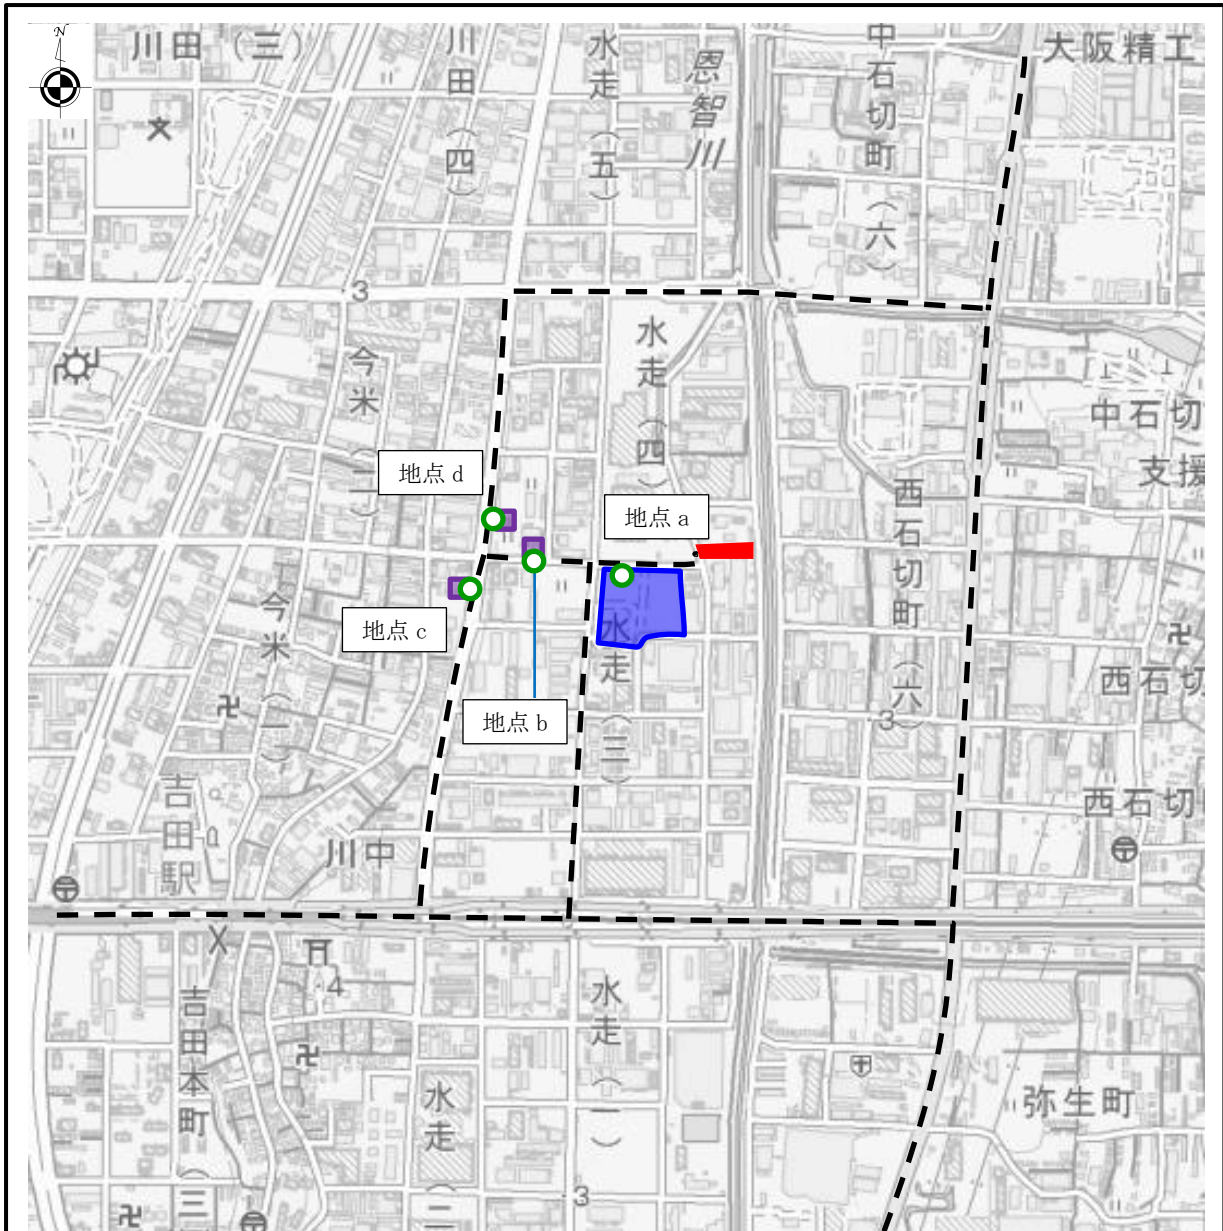 N
川田（三）
川田（四）
水走（五）
恩智川
中石切町（六）
大阪精工
3
今米（二）
水走（四）
中石切
支援
地点 d
地点 a
西石切町（六）
地点 c
今米（一）
水走（三）
地点 b
西石切
3
吉田駅
川中
西石切
4
吉田本町（三
水走（一）
水走（二
弥生町
3